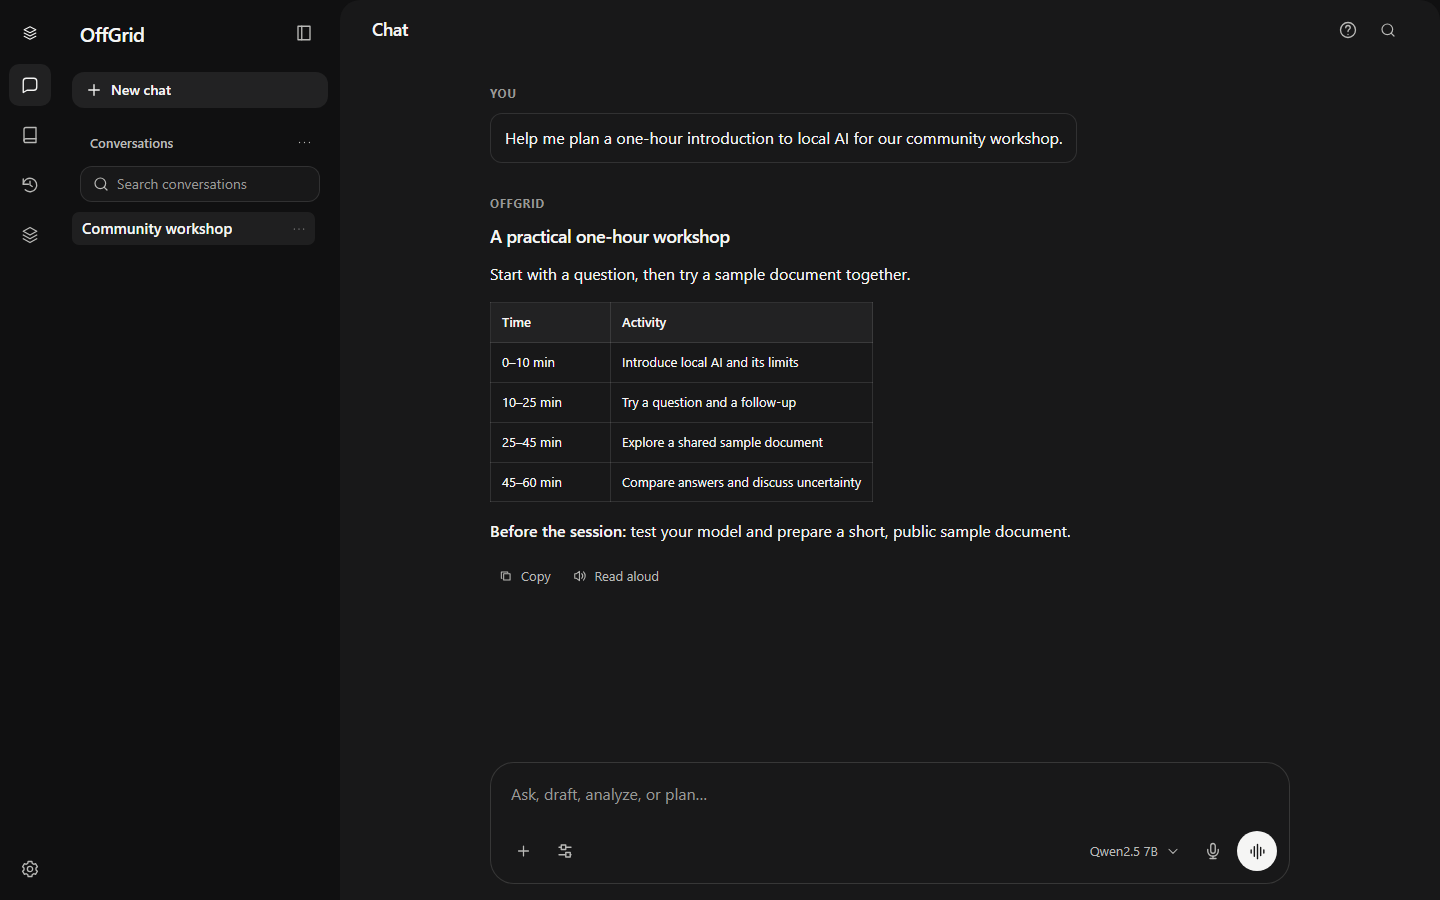 OffGrid
New chat
Conversations
Search conversations
Community workshop
Chat
YOU
Help me plan a one-hour introduction to local AI for our community workshop.
OFFGRID
A practical one-hour workshop
Start with a question, then try a sample document together.
Time Activity
0–10 min Introduce local AI and its limits
10–25 min Try a question and a follow-up
25–45 min Explore a shared sample document
45–60 min Compare answers and discuss uncertainty
Before the session: test your model and prepare a short, public sample document.
Copy Read aloud
Ask, draft, analyze, or plan...
Qwen2.5 7B